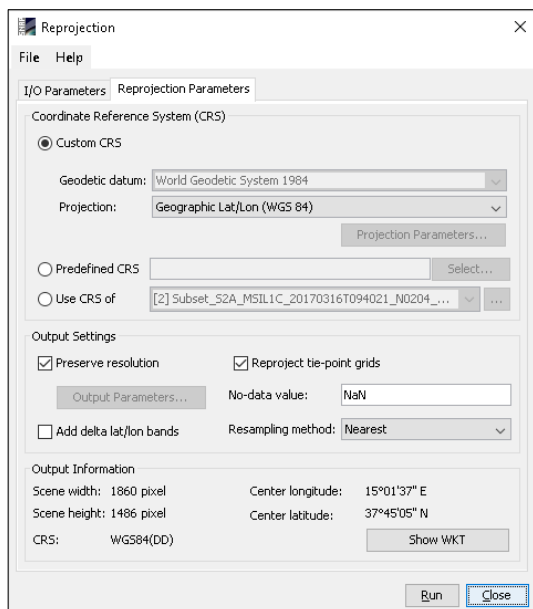 Reprojection
File Help
I/O Parameters Reprojection Parameters
Coordinate Reference System (CRS)
Custom CRS
Geodetic datum: World Geodetic System 1984
Projection: Geographic Lat/Lon (WGS 84)
Projection Parameters...
Predefined CRS Select...
Use CRS of [2] Subset_S2A_MSIL1C_20170316T094021_N0204_... ...
Output Settings
Preserve resolution Reproject tie-point grids
Output Parameters... No-data value: NaN
Add delta lat/lon bands Resampling method: Nearest
Output Information
Scene width: 1860 pixel Center longitude: 15°01'37" E
Scene height: 1486 pixel Center latitude: 37°45'05" N
CRS: WGS84(DD) Show WKT
Run Close